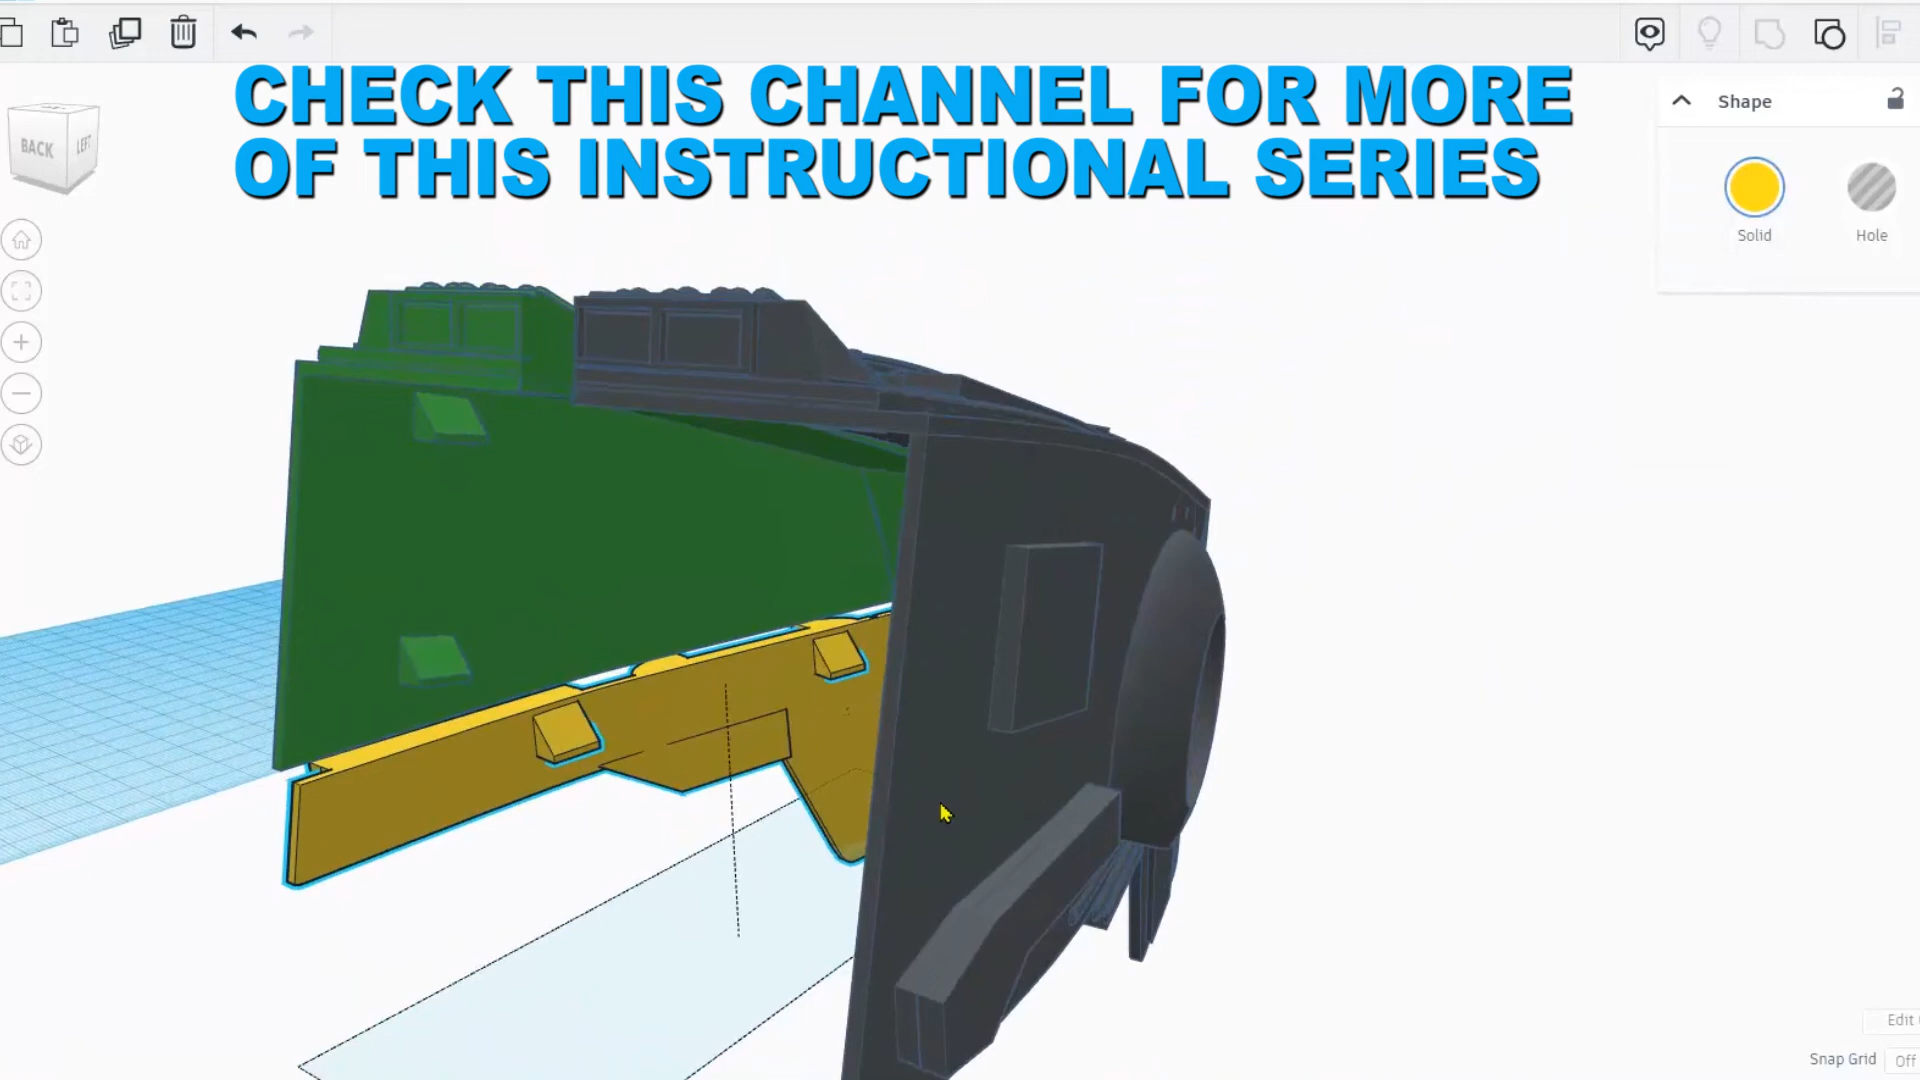 CHECK THIS CHANNEL FOR MORE
OF THIS INSTRUCTIONAL SERIES
Shape
BACK
LEFT
Solid
Hole
Edit
Snap Grid
Off